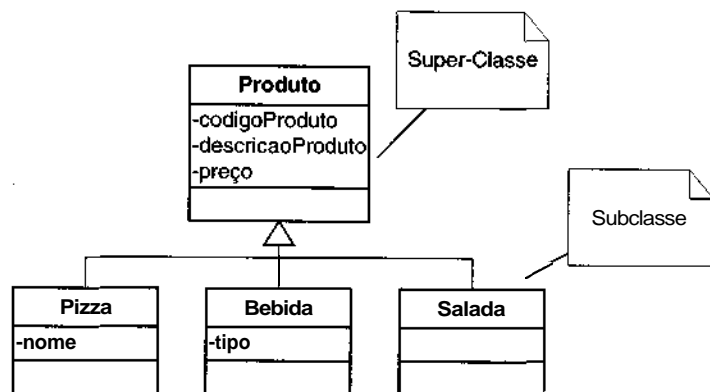 Super-Classe
Produto
-codigoProduto
-descricaoProduto
-preço
Subclasse
Pizza
-nome
Bebida
-tipo
Salada